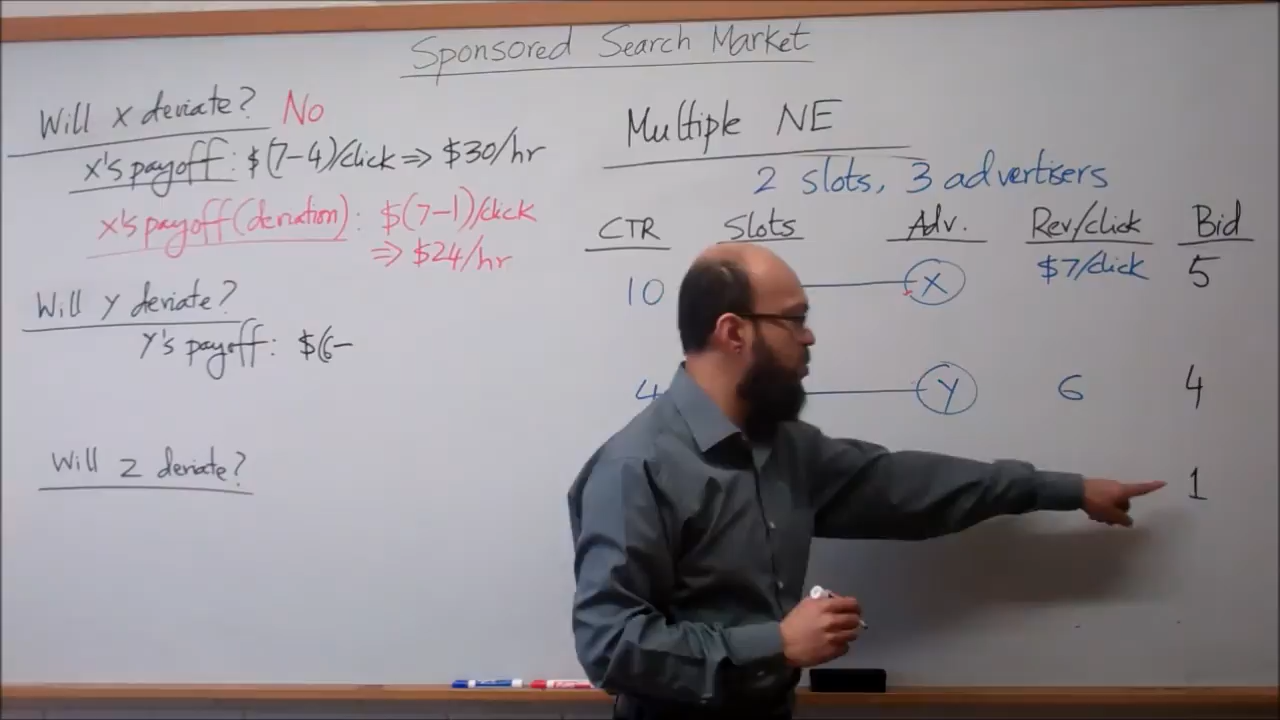 Sponsored Search Market
Will x deviate? No
x's payoff: $(7-4)/click ⇒ $30/hr
x's payoff(deviation): $(7-1)/click
⇒ $24/hr
Will y deviate?
Y's payoff: $(6-
Will z deviate?
Multiple NE
2 slots, 3 advertisers
CTR Slots Adv. Rev/click Bid
10 X $7/click 5
4 Y 6 4
1